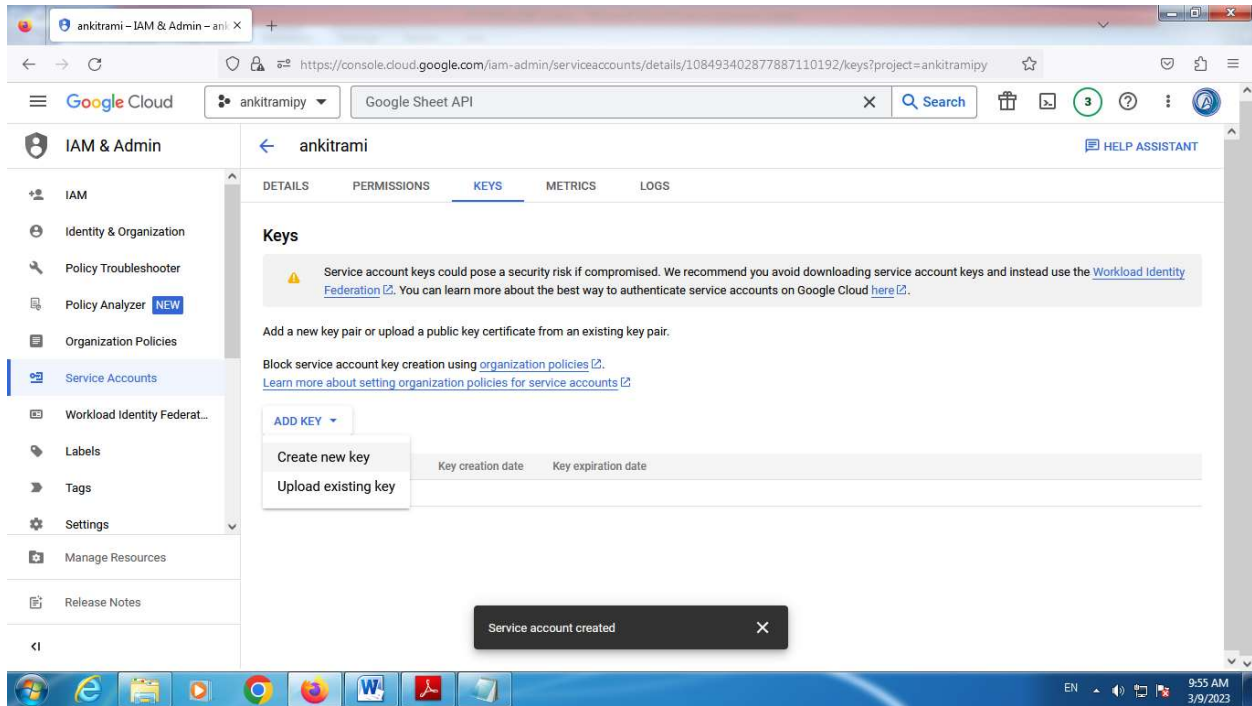 ankitrami – IAM & Admin – ank
https://console.cloud.google.com/iam-admin/serviceaccounts/details/108493402877887110192/keys?project=ankitramipy
Google Cloud
ankitramipy
Google Sheet API
Search
3
IAM & Admin
ankitrami
HELP ASSISTANT
DETAILS PERMISSIONS KEYS METRICS LOGS
IAM
Identity & Organization
Policy Troubleshooter
Policy Analyzer NEW
Organization Policies
Service Accounts
Workload Identity Federat...
Labels
Tags
Settings
Manage Resources
Release Notes
Keys
Service account keys could pose a security risk if compromised. We recommend you avoid downloading service account keys and instead use the Workload Identity
Federation. You can learn more about the best way to authenticate service accounts on Google Cloud here.
Add a new key pair or upload a public key certificate from an existing key pair.
Block service account key creation using organization policies.
Learn more about setting organization policies for service accounts
ADD KEY
Create new key
Upload existing key
Key creation date Key expiration date
Service account created
EN
9:55 AM
3/9/2023